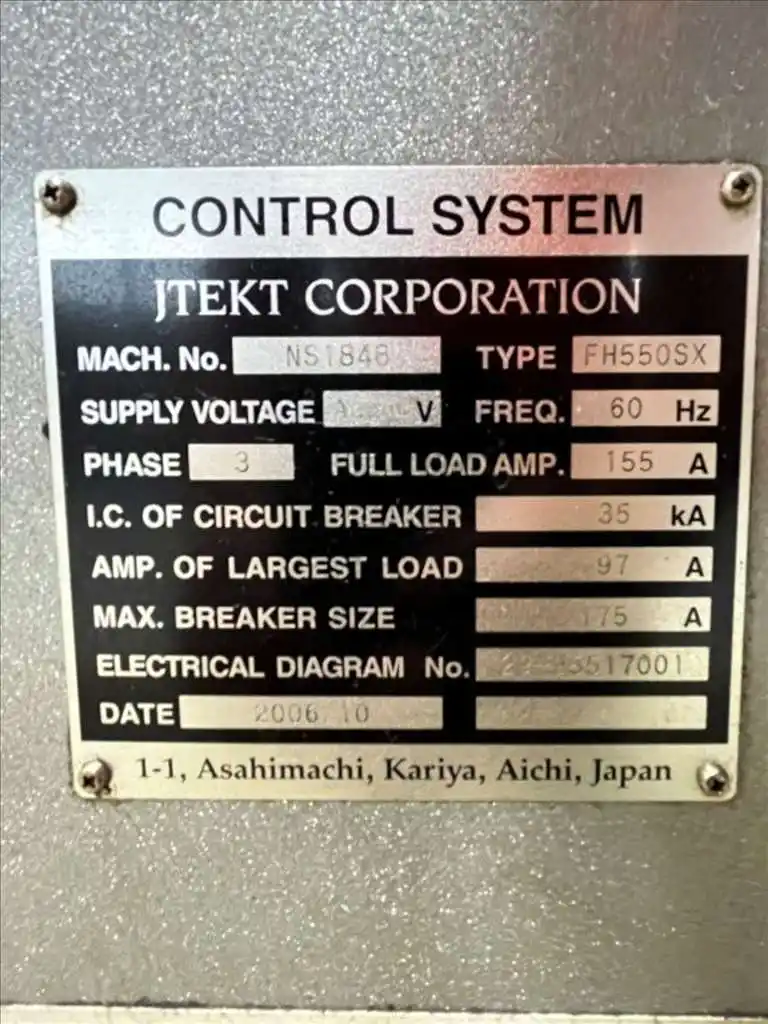 CONTROL SYSTEM
JTEKT CORPORATION
MACH. No. NS1848 TYPE FH550SX
SUPPLY VOLTAGE V FREQ. 60 Hz
PHASE 3 FULL LOAD AMP. 155 A
I.C. OF CIRCUIT BREAKER 35 kA
AMP. OF LARGEST LOAD 97 A
MAX. BREAKER SIZE 175 A
ELECTRICAL DIAGRAM No.
DATE 2006.10
1-1, Asahimachi, Kariya, Aichi, Japan